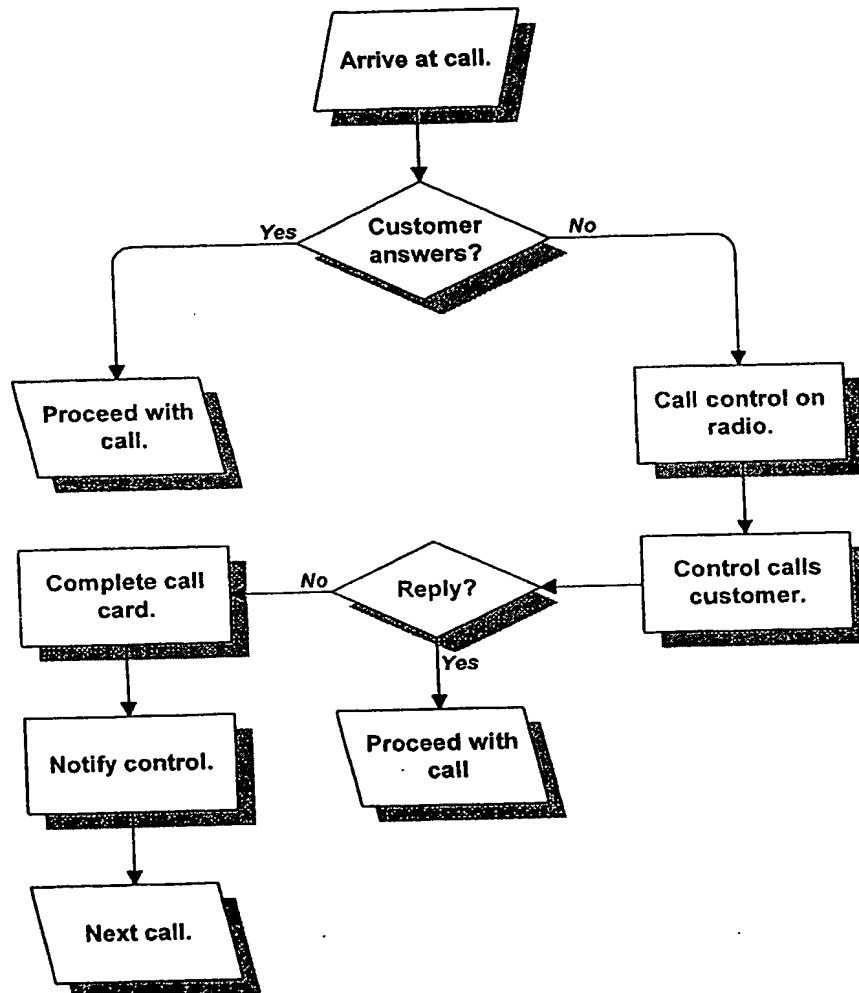 Arrive at call.
Customer
answers?
Yes
No
Proceed with
call.
Call control on
radio.
Control calls
customer.
Reply?
No
Yes
Complete call
card.
Proceed with
call
Notify control.
Next call.